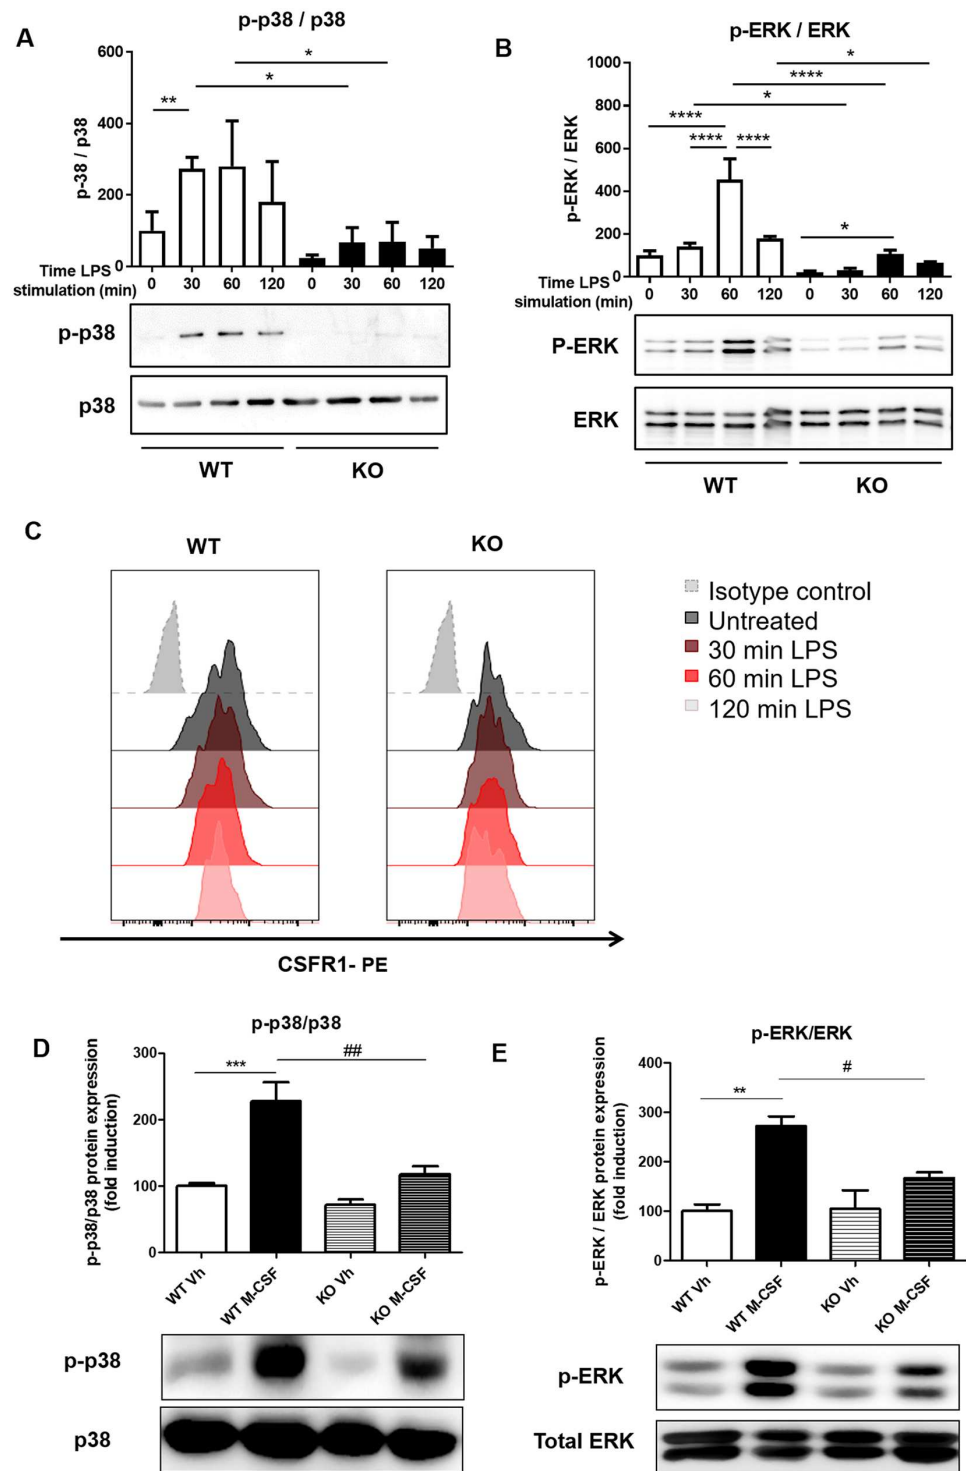 A
p-p38 / p38
600
400
200
0
p-38 / p38
*
*
**
Time LPS
stimulation (min)
0 30 60 120 0 30 60 120
p-p38
p38
WT KO
B
p-ERK / ERK
1000
800
600
400
200
0
p-ERK / ERK
*
****
*
****
**** ****
*
Time LPS
simulation (min)
0 30 60 120 0 30 60 120
P-ERK
ERK
WT KO
C
WT KO
Isotype control
Untreated
30 min LPS
60 min LPS
120 min LPS
CSFR1- PE
D
p-p38/p38
p-p38/p38 protein expression
(fold induction)
300
200
100
0
***
##
WT Vh
WT M-CSF
KO Vh
KO M-CSF
p-p38
p38
E
p-ERK/ERK
p-ERK / ERK protein expression
(fold induction)
400
300
200
100
0
**
#
WT Vh
WT M-CSF
KO Vh
KO M-CSF
p-ERK
Total ERK